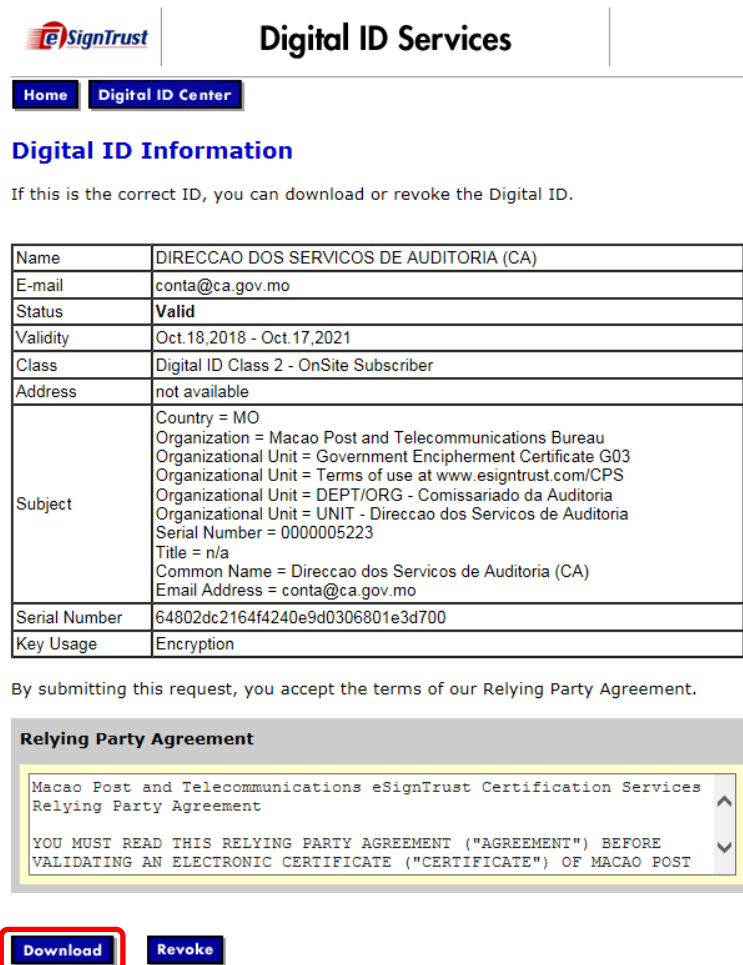 eSignTrust
Digital ID Services
Home
Digital ID Center
Digital ID Information
If this is the correct ID, you can download or revoke the Digital ID.
Name DIRECCAO DOS SERVICOS DE AUDITORIA (CA)
E-mail conta@ca.gov.mo
Status Valid
Validity Oct.18,2018 - Oct.17,2021
Class Digital ID Class 2 - OnSite Subscriber
Address not available
Subject
Country = MO
Organization = Macao Post and Telecommunications Bureau
Organizational Unit = Government Encipherment Certificate G03
Organizational Unit = Terms of use at www.esigntrust.com/CPS
Organizational Unit = DEPT/ORG - Comissariado da Auditoria
Organizational Unit = UNIT - Direccao dos Servicos de Auditoria
Serial Number = 0000005223
Title = n/a
Common Name = Direccao dos Servicos de Auditoria (CA)
Email Address = conta@ca.gov.mo
Serial Number 64802dc2164f4240e9d0306801e3d700
Key Usage Encryption
By submitting this request, you accept the terms of our Relying Party Agreement.
Relying Party Agreement
Macao Post and Telecommunications eSignTrust Certification Services
Relying Party Agreement
YOU MUST READ THIS RELYING PARTY AGREEMENT ("AGREEMENT") BEFORE
VALIDATING AN ELECTRONIC CERTIFICATE ("CERTIFICATE") OF MACAO POST
Download
Revoke